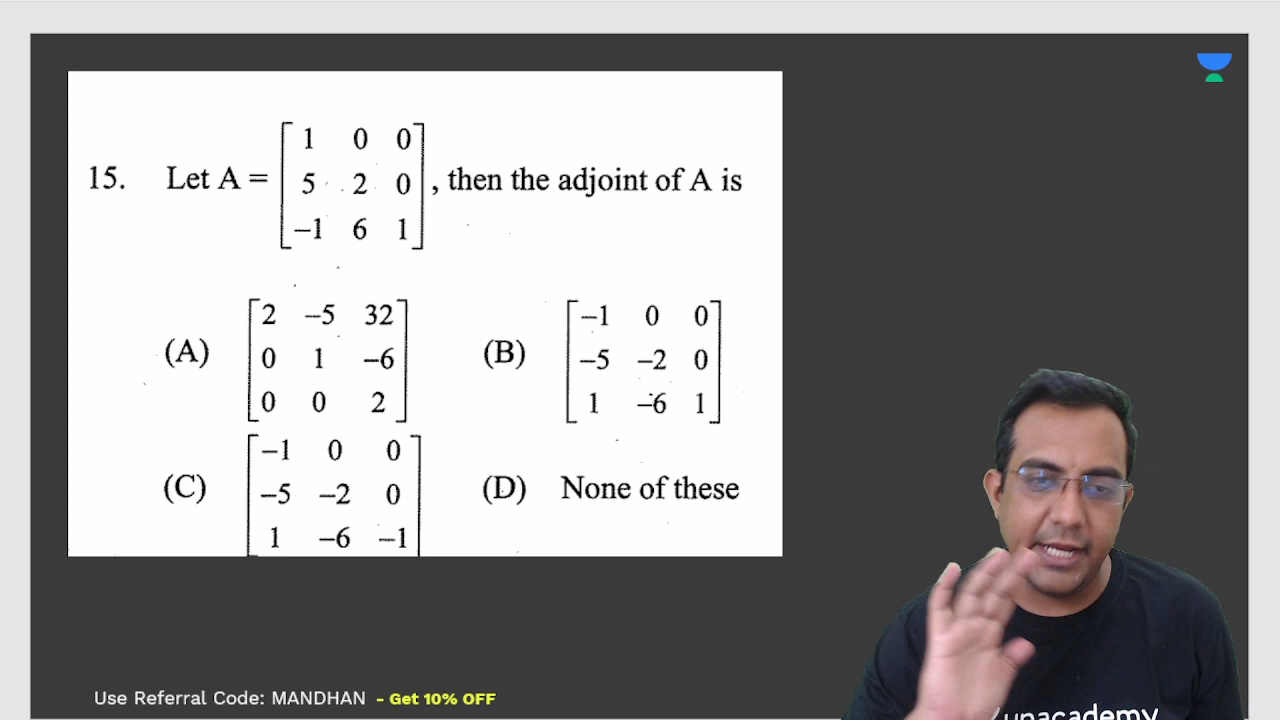 15. Let A = [ 1 0 0
5 2 0
–1 6 1 ] , then the adjoint of A is
(A) [ 2 –5 32
0 1 –6
0 0 2 ]
(B) [ –1 0 0
–5 –2 0
1 –6 1 ]
(C) [ –1 0 0
–5 –2 0
1 –6 –1 ]
(D) None of these
Use Referral Code: MANDHAN - Get 10% OFF
unacademy